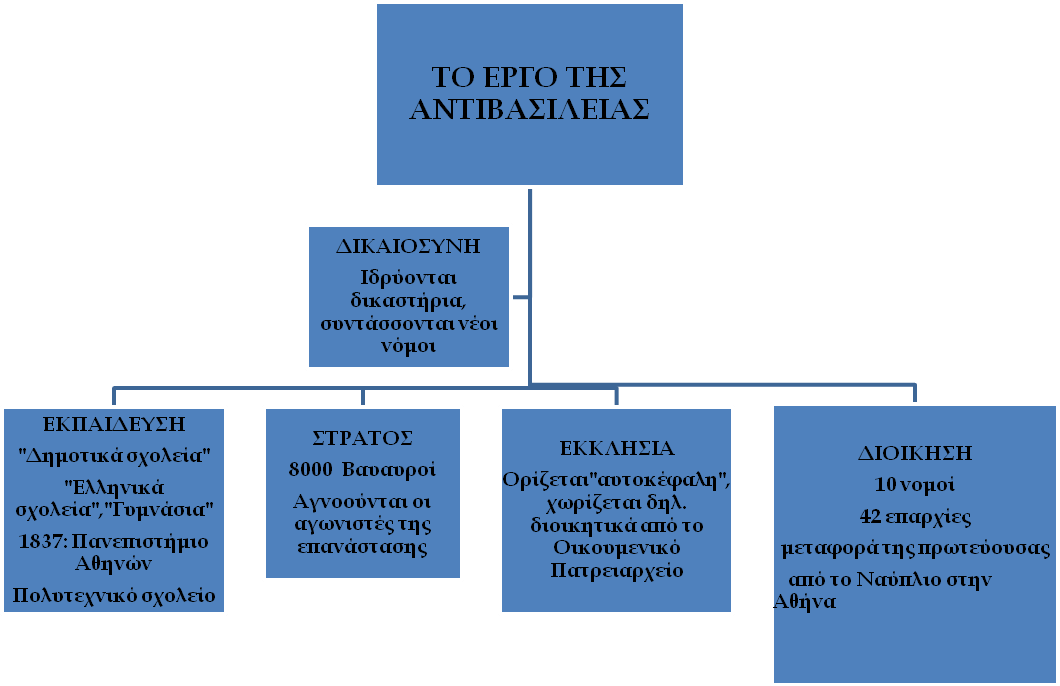 ΤΟ ΕΡΓΟ ΤΗΣ
ΑΝΤΙΒΑΣΙΛΕΙΑΣ
ΔΙΚΑΙΟΣΥΝΗ
Ιδρύονται
δικαστήρια,
συντάσσονται νέοι
νόμοι
ΕΚΠΑΙΔΕΥΣΗ
"Δημοτικά σχολεία"
"Ελληνικά
σχολεία","Γυμνάσια"
1837: Πανεπιστήμιο
Αθηνών
Πολυτεχνικό σχολείο
ΣΤΡΑΤΟΣ
8000 Βαυαυροί
Αγνοούνται οι
αγωνιστές της
επανάστασης
ΕΚΚΛΗΣΙΑ
Ορίζεται"αυτοκέφαλη",
χωρίζεται δηλ.
διοικητικά από το
Οικουμενικό
Πατρειαρχείο
ΔΙΟΙΚΗΣΗ
10 νομοί
42 επαρχίες
μεταφορά της πρωτεύουσας
από το Ναύπλιο στην
Αθήνα